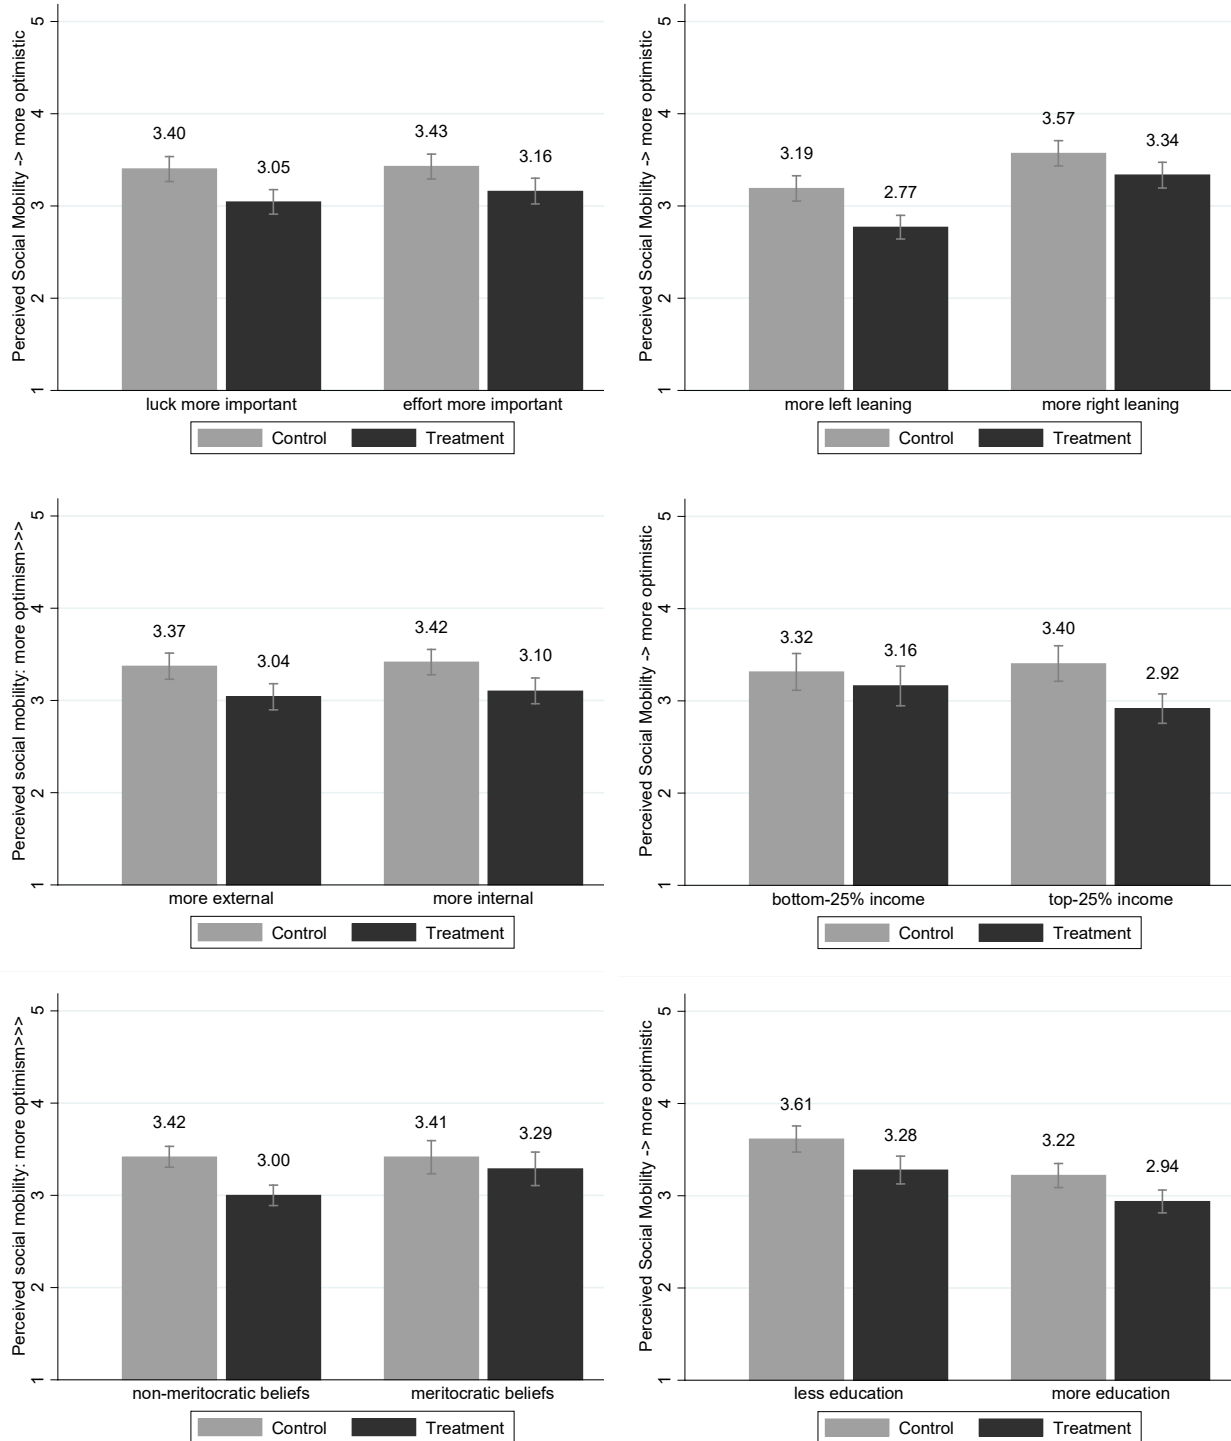 Perceived Social Mobility -> more optimistic
5
4
3
2
1
3.40
3.05
3.43
3.16
luck more important
effort more important
Control
Treatment
Perceived Social Mobility -> more optimistic
5
4
3
2
1
3.19
2.77
3.57
3.34
more left leaning
more right leaning
Control
Treatment
Perceived social mobility: more optimism>>>
5
4
3
2
1
3.37
3.04
3.42
3.10
more external
more internal
Control
Treatment
Perceived Social Mobility -> more optimistic
5
4
3
2
1
3.32
3.16
3.40
2.92
bottom-25% income
top-25% income
Control
Treatment
Perceived social mobility: more optimism>>>
5
4
3
2
1
3.42
3.00
3.41
3.29
non-meritocratic beliefs
meritocratic beliefs
Control
Treatment
Perceived Social Mobility -> more optimistic
5
4
3
2
1
3.61
3.28
3.22
2.94
less education
more education
Control
Treatment